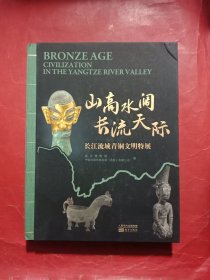 BRONZE AGE
CIVILIZATION
IN THE YANGTZE RIVER VALLEY
山高水阔
长流天际
长江流域青铜文明特展